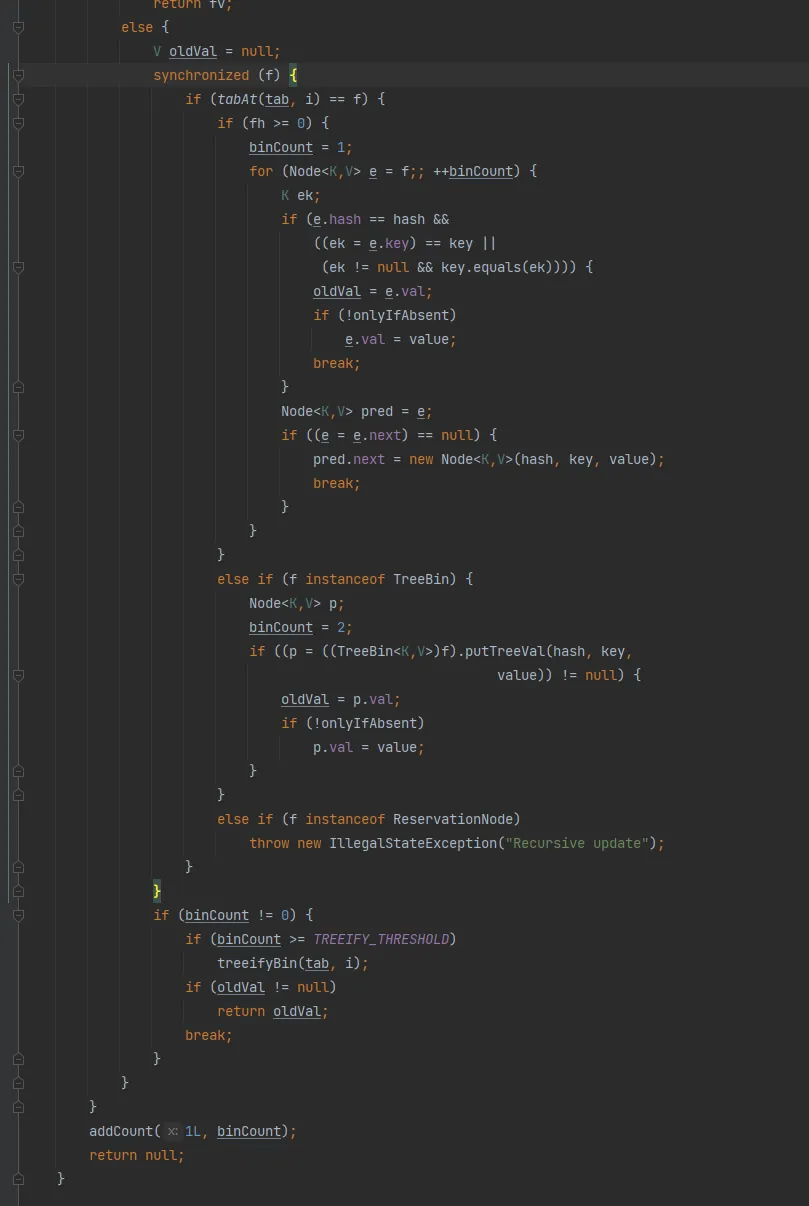 return fv;
else {
V oldVal = null;
synchronized (f) {
if (tabAt(tab, i) == f) {
if (fh >= 0) {
binCount = 1;
for (Node<K,V> e = f;; ++binCount) {
K ek;
if (e.hash == hash &&
((ek = e.key) == key ||
(ek != null && key.equals(ek)))) {
oldVal = e.val;
if (!onlyIfAbsent)
e.val = value;
break;
}
Node<K,V> pred = e;
if ((e = e.next) == null) {
pred.next = new Node<K,V>(hash, key, value);
break;
}
}
}
else if (f instanceof TreeBin) {
Node<K,V> p;
binCount = 2;
if ((p = ((TreeBin<K,V>)f).putTreeVal(hash, key,
value)) != null) {
oldVal = p.val;
if (!onlyIfAbsent)
p.val = value;
}
}
else if (f instanceof ReservationNode)
throw new IllegalStateException("Recursive update");
}
}
if (binCount != 0) {
if (binCount >= TREEIFY_THRESHOLD)
treeifyBin(tab, i);
if (oldVal != null)
return oldVal;
break;
}
}
}
addCount( x: 1L, binCount);
return null;
}